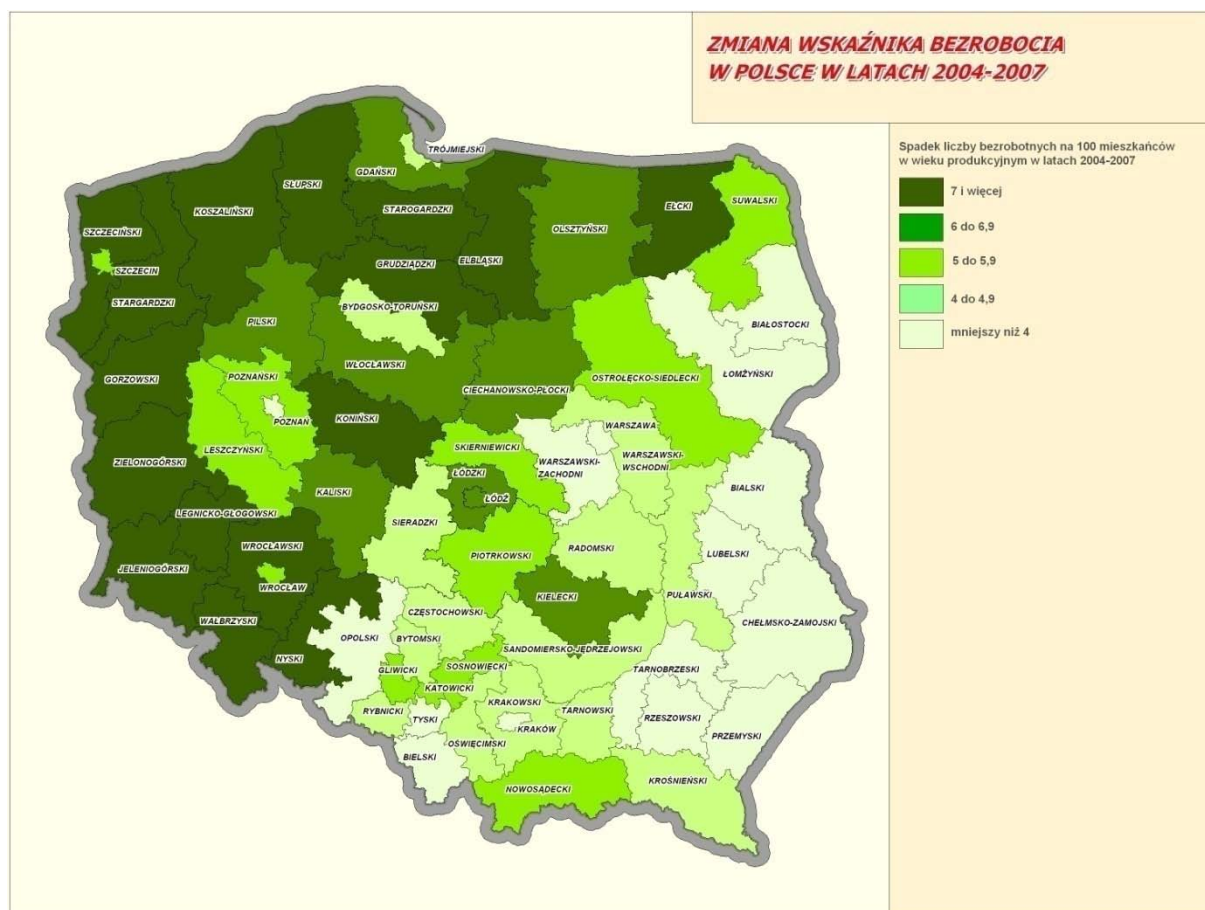 ZMIANA WSKAŹNIKA BEZROBOCIA
W POLSCE W LATACH 2004-2007
Spadek liczby bezrobotnych na 100 mieszkańców
w wieku produkcyjnym w latach 2004-2007
7 i więcej
6 do 6,9
5 do 5,9
4 do 4,9
mniejszy niż 4
TRÓJMIEJSKI
GDAŃSKI
SŁUPSKI
KOSZALIŃSKI
STAROGARDZKI
EŁCKI
SUWALSKI
SZCZECIŃSKI
OLSZTYŃSKI
SZCZECIN
GRUDZIĄDZKI
ELBLĄSKI
STARGARDZKI
BYDGOSKO-TORUŃSKI
PILSKI
BIAŁOSTOCKI
WŁOCŁAWSKI
GORZOWSKI
POZNAŃSKI
CIECHANOWSKO-PŁOCKI
OSTROŁĘCKO-SIEDLECKI
ŁOMŻYŃSKI
POZNAŃ
KONIŃSKI
WARSZAWA
LESZCZYŃSKI
SKIERNIEWICKI
WARSZAWSKI-
ZACHODNI
WARSZAWSKI-
WSCHODNI
ZIELONOGÓRSKI
ŁÓDZKI
ŁÓDŹ
KALISKI
BIALSKI
LEGNICKO-GŁOGOWSKI
SIERADZKI
WROCŁAWSKI
RADOMSKI
PIOTRKOWSKI
LUBELSKI
JELENIOGÓRSKI
WROCŁAW
KIELECKI
PUŁAWSKI
WAŁBRZYSKI
CZĘSTOCHOWSKI
CHEŁMSKO-ZAMOJSKI
OPOLSKI
BYTOMSKI
SANDOMIERSKO-JĘDRZEJOWSKI
NYSKI
GLIWICKI
SOSNOWIECKI
TARNOBRZESKI
KATOWICKI
KRAKOWSKI
RYBNICKI
TYSKI
TARNOWSKI
RZESZOWSKI
KRAKÓW
PRZEMYSKI
OŚWIĘCIMSKI
BIELSKI
KROŚNIEŃSKI
NOWOSĄDECKI